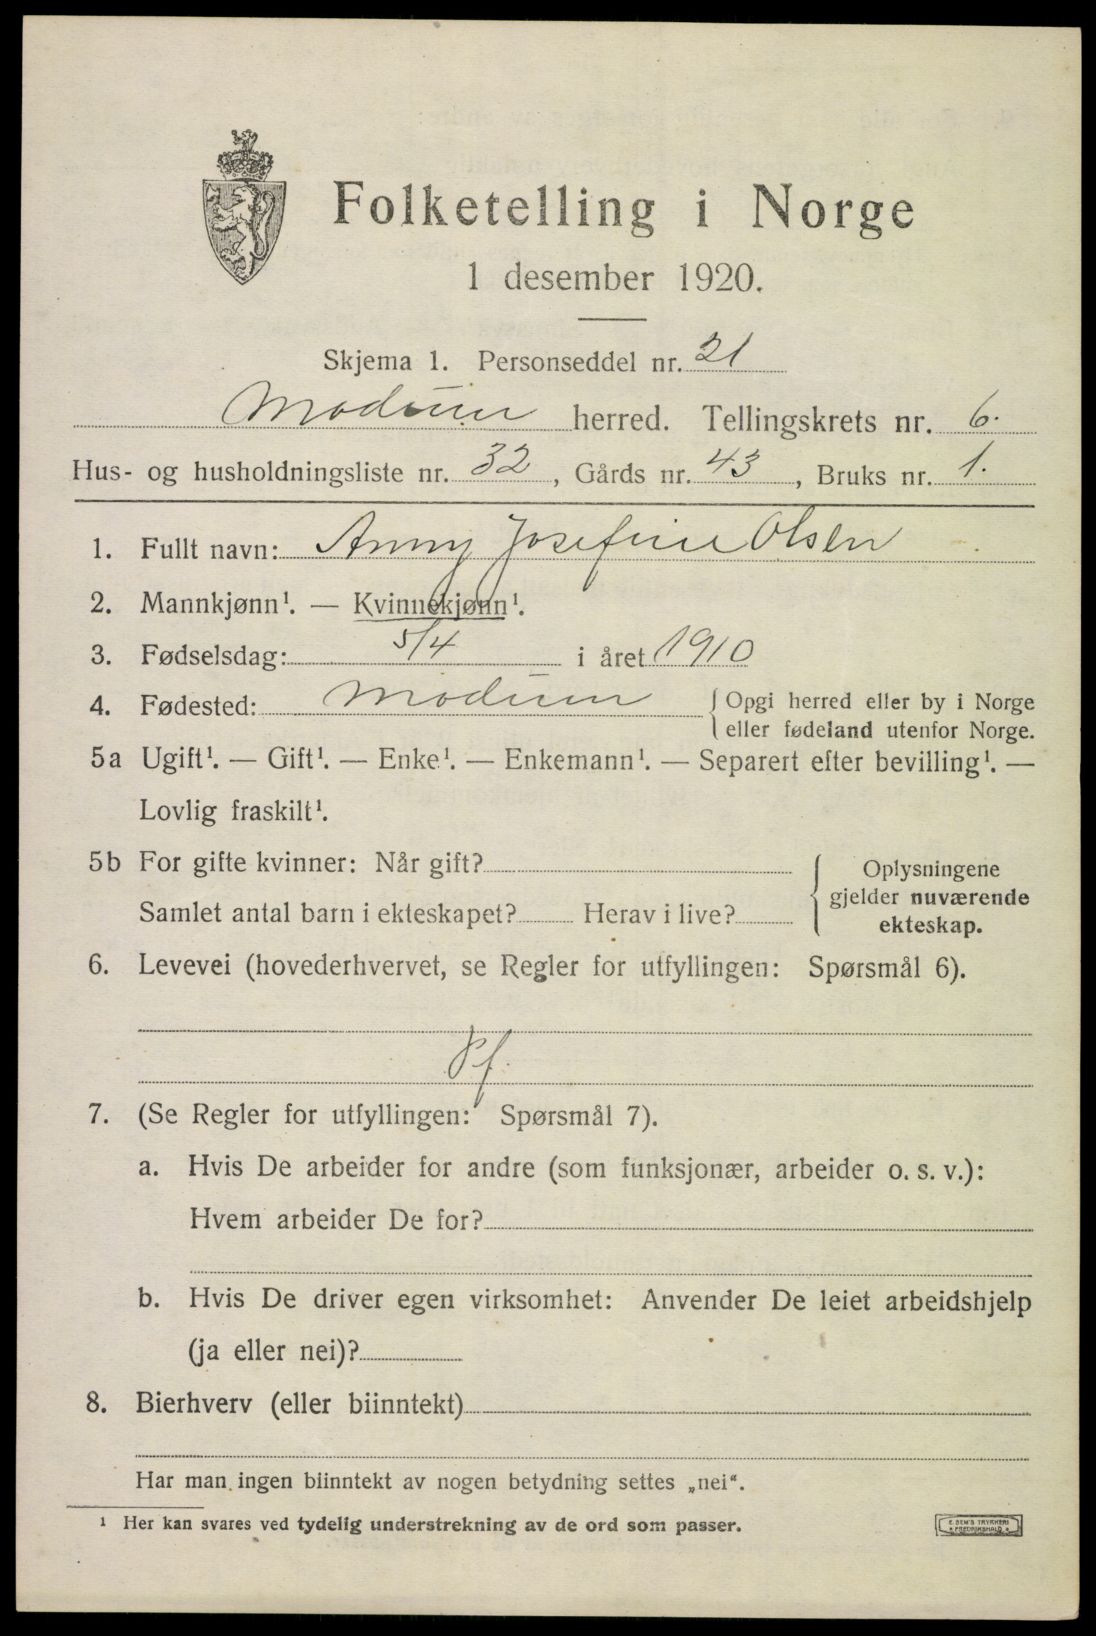 Folketelling i Norge
1 desember 1920.
Skjema 1. Personseddel nr. 21
Modum herred. Tellingskrets nr. 6.
Hus- og husholdningsliste nr. 32, Gårds nr. 43, Bruks nr. 1.
1. Fullt navn: Anny Josefine Olsen
2. Mannkjønn¹. — Kvinnekjønn¹.
3. Fødselsdag: 5/4 i året 1910
4. Fødested: Modum { Opgi herred eller by i Norge
eller fødeland utenfor Norge.
5a Ugift¹. — Gift¹. — Enke¹. — Enkemann¹. — Separert efter bevilling¹. —
Lovlig fraskilt¹.
5b For gifte kvinner: Når gift?
Samlet antal barn i ekteskapet? Herav i live?
{ Oplysningene
gjelder nuværende
ekteskap.
6. Levevei (hovederhvervet, se Regler for utfyllingen: Spørsmål 6).
Pf.
7. (Se Regler for utfyllingen: Spørsmål 7).
a. Hvis De arbeider for andre (som funksjonær, arbeider o. s. v.):
Hvem arbeider De for?
b. Hvis De driver egen virksomhet: Anvender De leiet arbeidshjelp
(ja eller nei)?
8. Bierhverv (eller biinntekt)
Har man ingen biinntekt av nogen betydning settes „nei“.
¹ Her kan svares ved tydelig understrekning av de ord som passer.
E. SEM'S TRYKKERI
FREDRIKSHALD